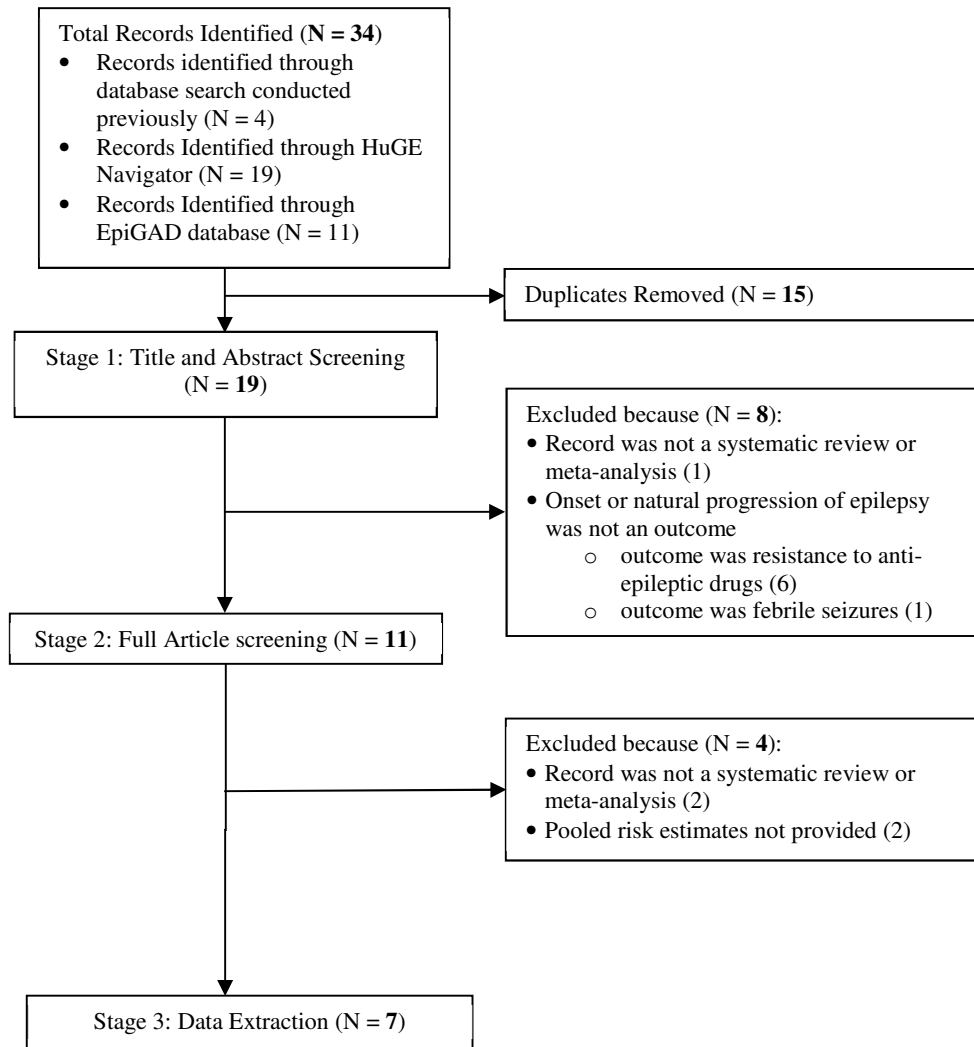 Total Records Identified (N = 34)
• Records identified through
database search conducted
previously (N = 4)
• Records Identified through HuGE
Navigator (N = 19)
• Records Identified through
EpiGAD database (N = 11)
Duplicates Removed (N = 15)
Stage 1: Title and Abstract Screening
(N = 19)
Excluded because (N = 8):
• Record was not a systematic review or
meta-analysis (1)
• Onset or natural progression of epilepsy
was not an outcome
o outcome was resistance to anti-
epileptic drugs (6)
o outcome was febrile seizures (1)
Stage 2: Full Article screening (N = 11)
Excluded because (N = 4):
• Record was not a systematic review or
meta-analysis (2)
• Pooled risk estimates not provided (2)
Stage 3: Data Extraction (N = 7)